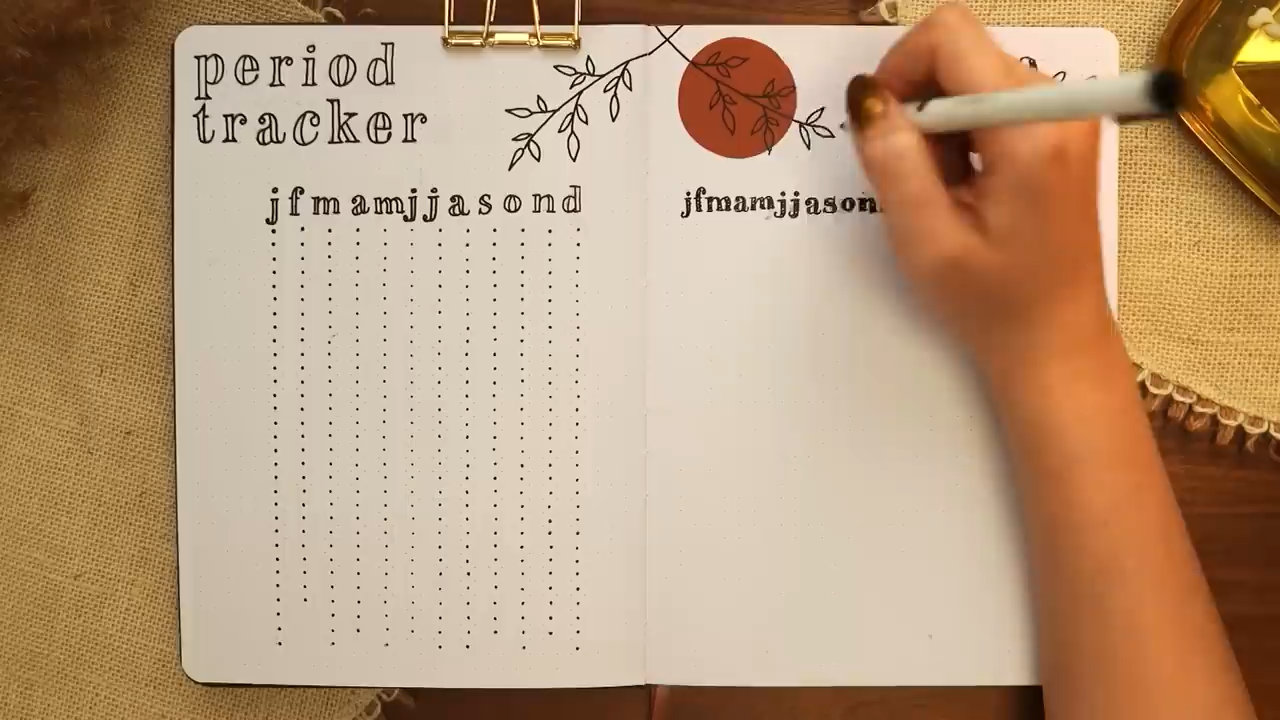 period
tracker
j f m a m j j a s o n d
jfmamjjason